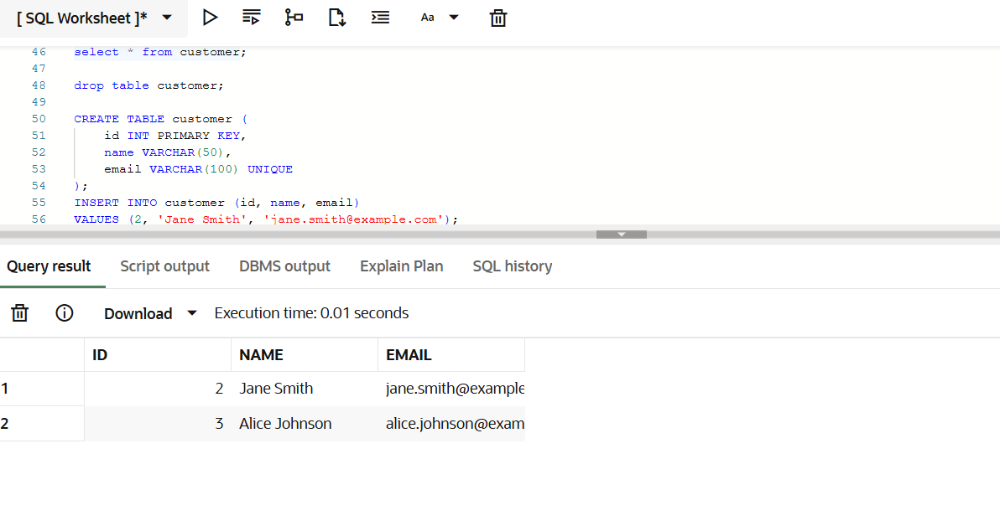 [ SQL Worksheet ]*
Aa
46 select * from customer;
47
48 drop table customer;
49
50 CREATE TABLE customer (
51 id INT PRIMARY KEY,
52 name VARCHAR(50),
53 email VARCHAR(100) UNIQUE
54 );
55 INSERT INTO customer (id, name, email)
56 VALUES (2, 'Jane Smith', 'jane.smith@example.com');
Query result Script output DBMS output Explain Plan SQL history
Download Execution time: 0.01 seconds
ID NAME EMAIL
1 2 Jane Smith jane.smith@example
2 3 Alice Johnson alice.johnson@exam